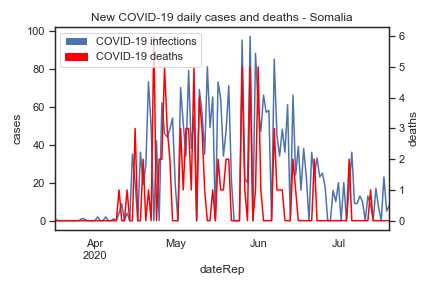 New COVID-19 daily cases and deaths - Somalia
COVID-19 infections
COVID-19 deaths
100
80
60
40
20
0
cases
6
5
4
3
2
1
0
deaths
Apr
2020
May
Jun
Jul
dateRep